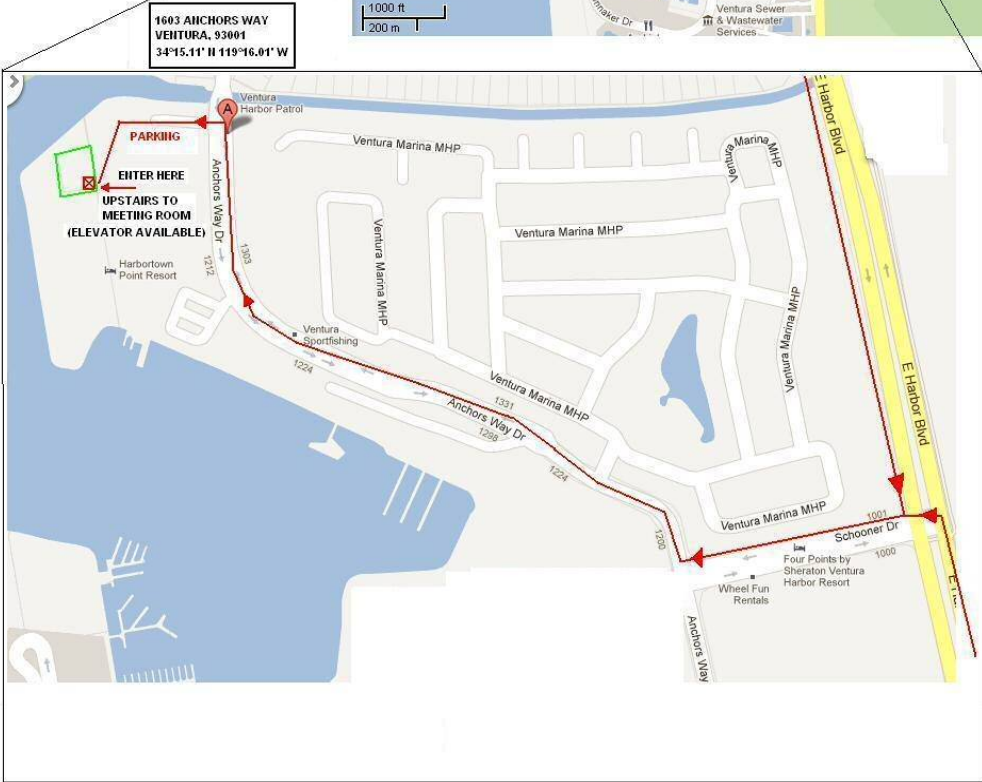 1000 ft
200 m
Ventura Sewer
& Wastewater
Services
1603 ANCHORS WAY
VENTURA, 93001
34°15.11' N 119°16.01' W
Ventura
Harbor Patrol
A
E Harbor Blvd
PARKING
Ventura Marina MHP
Ventura Marina MHP
ENTER HERE
UPSTAIRS TO
MEETING ROOM
(ELEVATOR AVAILABLE)
Anchors Way Dr
Ventura Marina MHP
Ventura Marina MHP
1303
1212
Harbortown
Point Resort
Ventura Marina MHP
Ventura
Sportfishing
1224
E Harbor Blvd
Ventura Marina MHP
1331
Anchors Way Dr
1298
1224
Ventura Marina MHP
1001
Schooner Dr
1000
1200
Four Points by
Sheraton Ventura
Harbor Resort
Wheel Fun
Rentals
Anchors Way